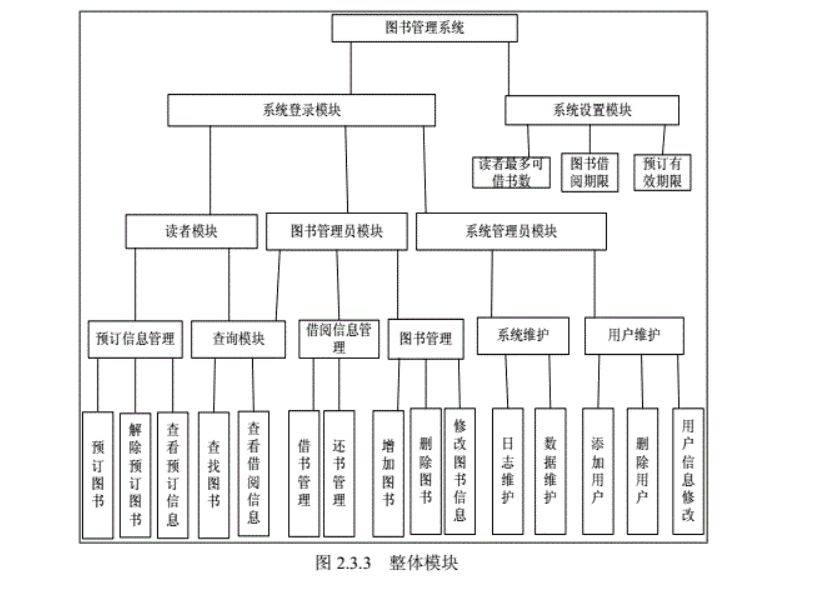 图书管理系统
系统登录模块
系统设置模块
读者最多可
借书数
图书借
阅期限
预订有
效期限
读者模块
图书管理员模块
系统管理员模块
预订信息管理
查询模块
借阅信息管
理
图书管理
系统维护
用户维护
预订图书
解除预订图书
查看预订信息
查找图书
查看借阅信息
借书管理
还书管理
增加图书
删除图书
修改图书信息
日志维护
数据维护
添加用户
删除用户
用户信息修改
图 2.3.3 整体模块